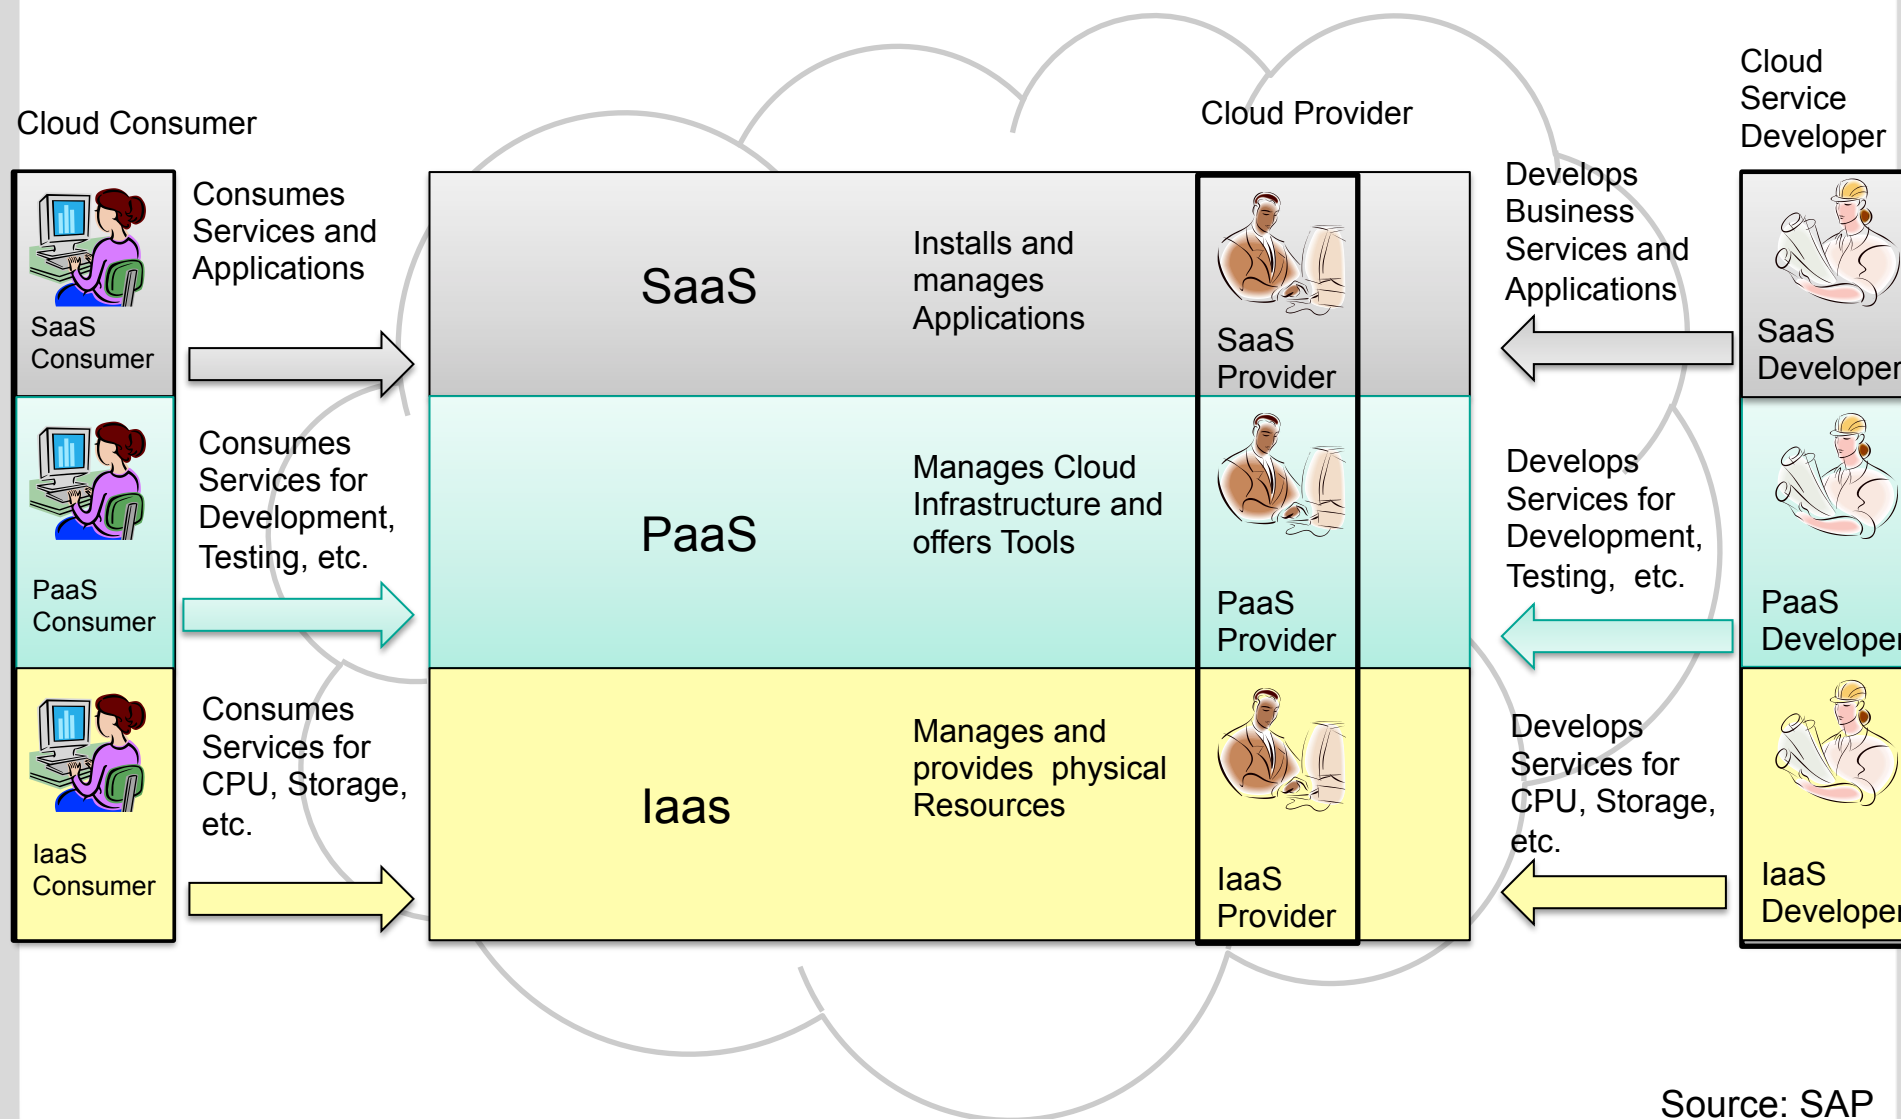 Cloud Consumer
Cloud Provider
Cloud
Service
Developer
Consumes
Services and
Applications
SaaS
Consumer
SaaS
Installs and
manages
Applications
SaaS
Provider
Develops
Business
Services and
Applications
SaaS
Developer
Consumes
Services for
Development,
Testing, etc.
PaaS
Consumer
PaaS
Manages Cloud
Infrastructure and
offers Tools
PaaS
Provider
Develops
Services for
Development,
Testing, etc.
PaaS
Developer
Consumes
Services for
CPU, Storage,
etc.
IaaS
Consumer
Iaas
Manages and
provides physical
Resources
IaaS
Provider
Develops
Services for
CPU, Storage,
etc.
IaaS
Developer
Source: SAP